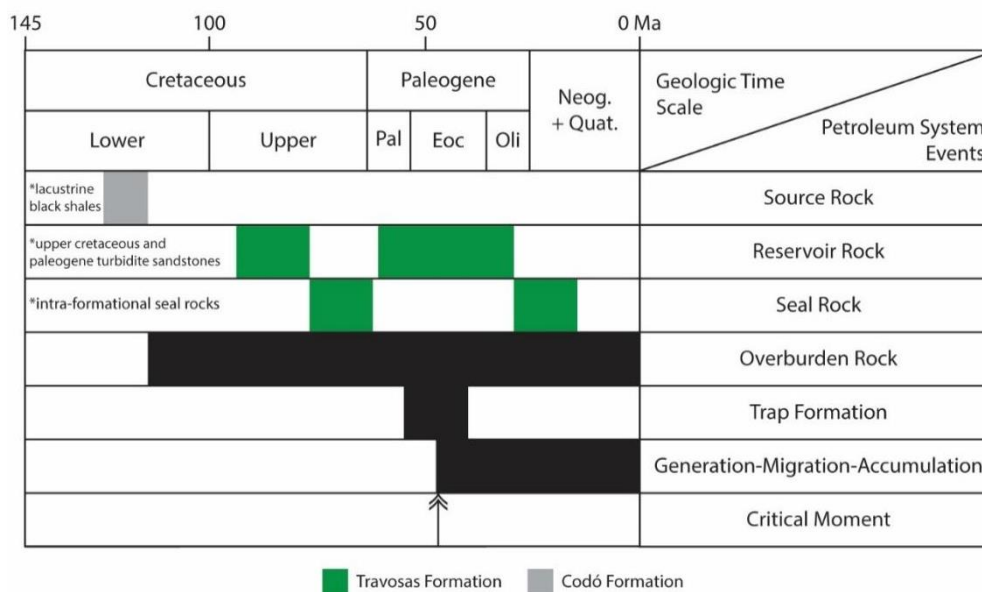 145 100 50 0 Ma
Cretaceous Paleogene Neog.
+ Quat. Geologic Time
Scale
Lower Upper Pal Eoc Oli Petroleum System
Events
*lacustrine
black shales Source Rock
*upper cretaceous and
paleogene turbidite sandstones Reservoir Rock
*intra-formational seal rocks Seal Rock
Overburden Rock
Trap Formation
Generation-Migration-Accumulation
Critical Moment
Travosas Formation Codó Formation